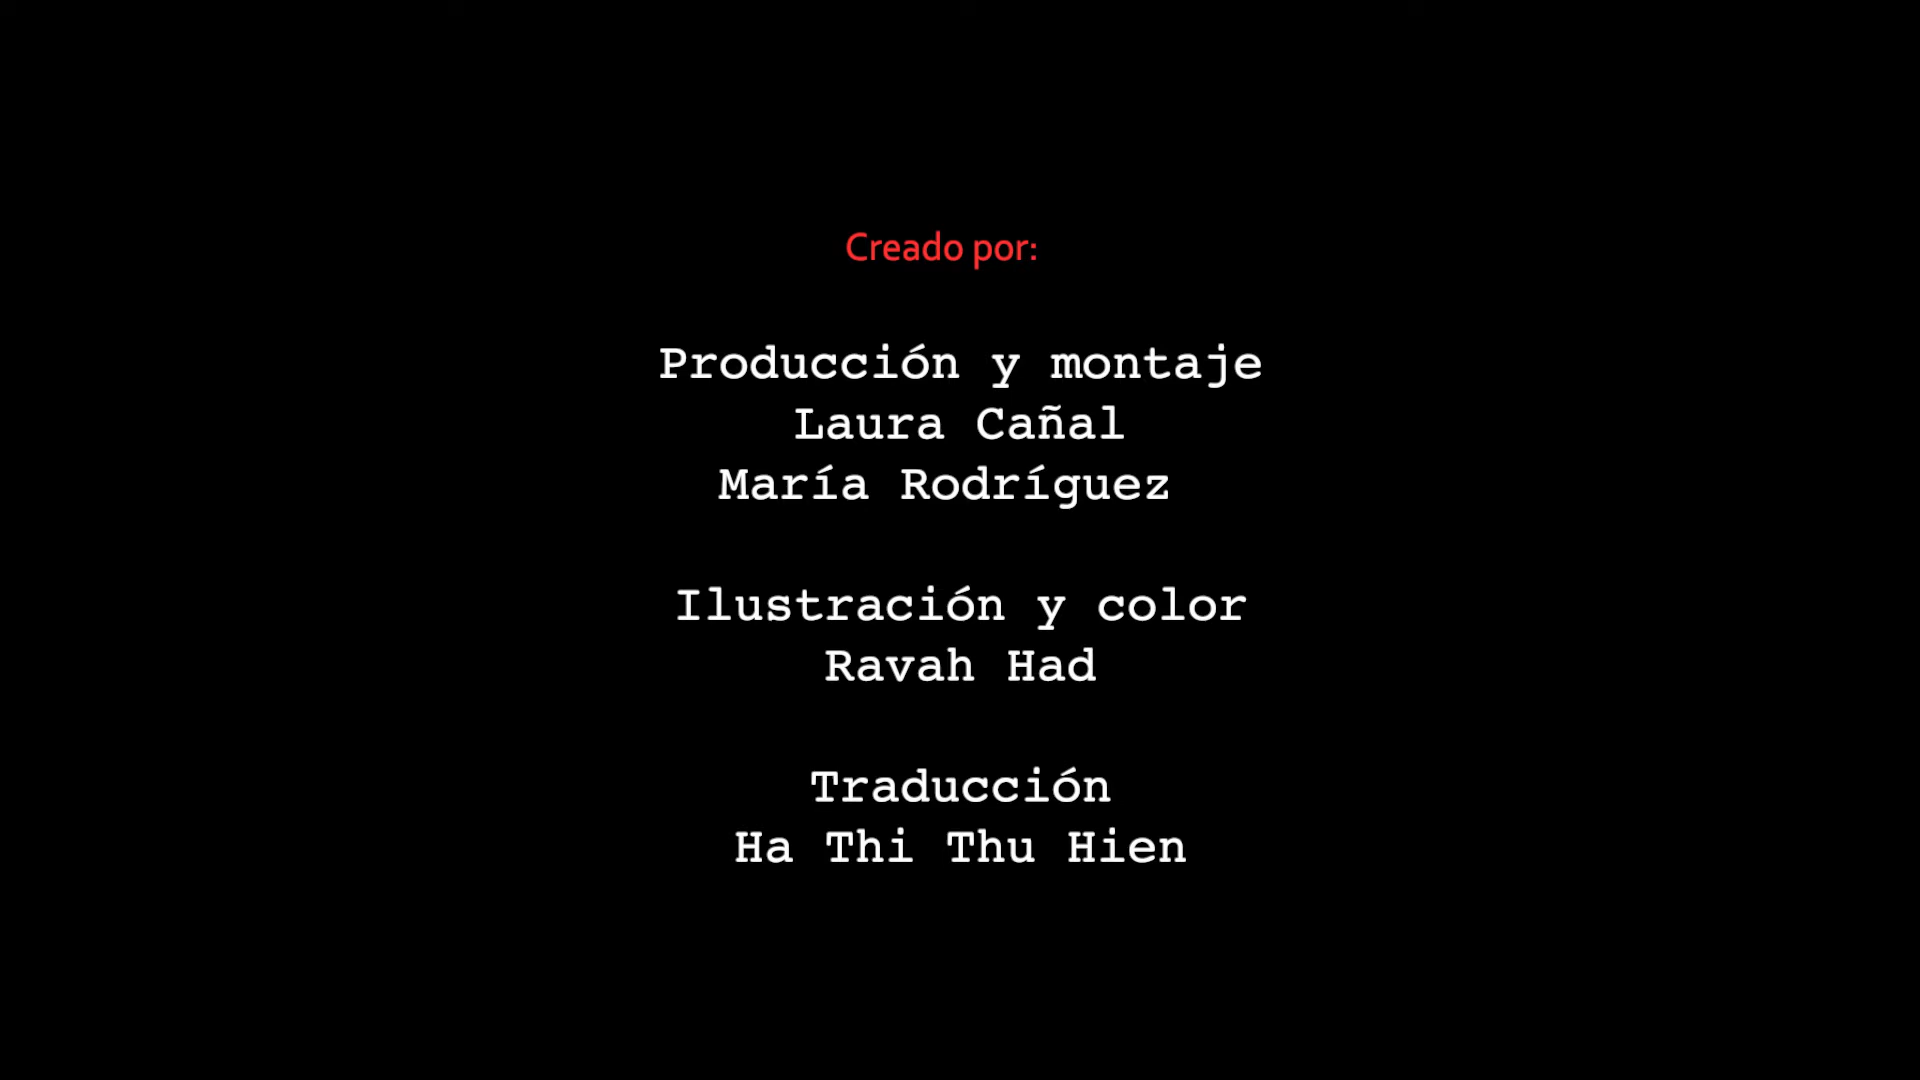 Creado por:
Producción y montaje
Laura Cañal
María Rodríguez
Ilustración y color
Ravah Had
Traducción
Ha Thi Thu Hien